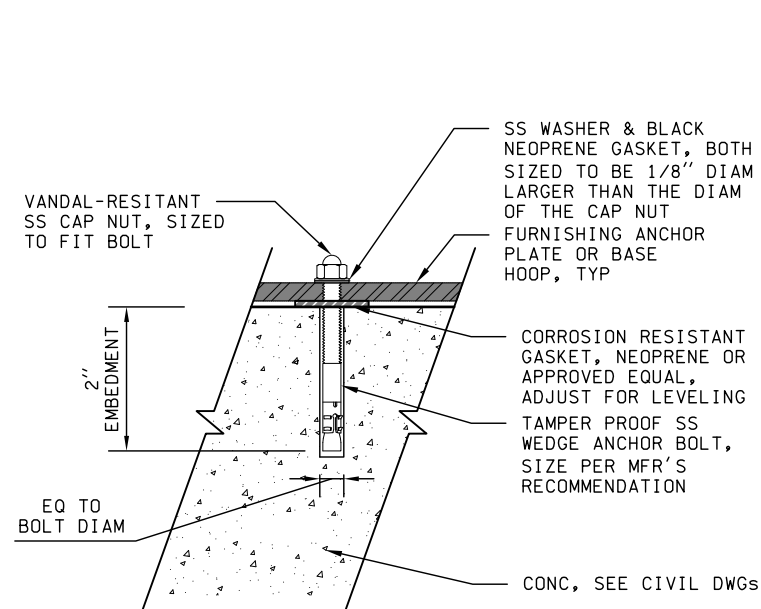 SS WASHER & BLACK
NEOPRENE GASKET, BOTH
SIZED TO BE 1/8" DIAM
LARGER THAN THE DIAM
OF THE CAP NUT
VANDAL-RESITANT
SS CAP NUT, SIZED
TO FIT BOLT
FURNISHING ANCHOR
PLATE OR BASE
HOOP, TYP
CORROSION RESISTANT
GASKET, NEOPRENE OR
APPROVED EQUAL,
ADJUST FOR LEVELING
2"
EMBEDMENT
TAMPER PROOF SS
WEDGE ANCHOR BOLT,
SIZE PER MFR'S
RECOMMENDATION
EQ TO
BOLT DIAM
CONC, SEE CIVIL DWGs